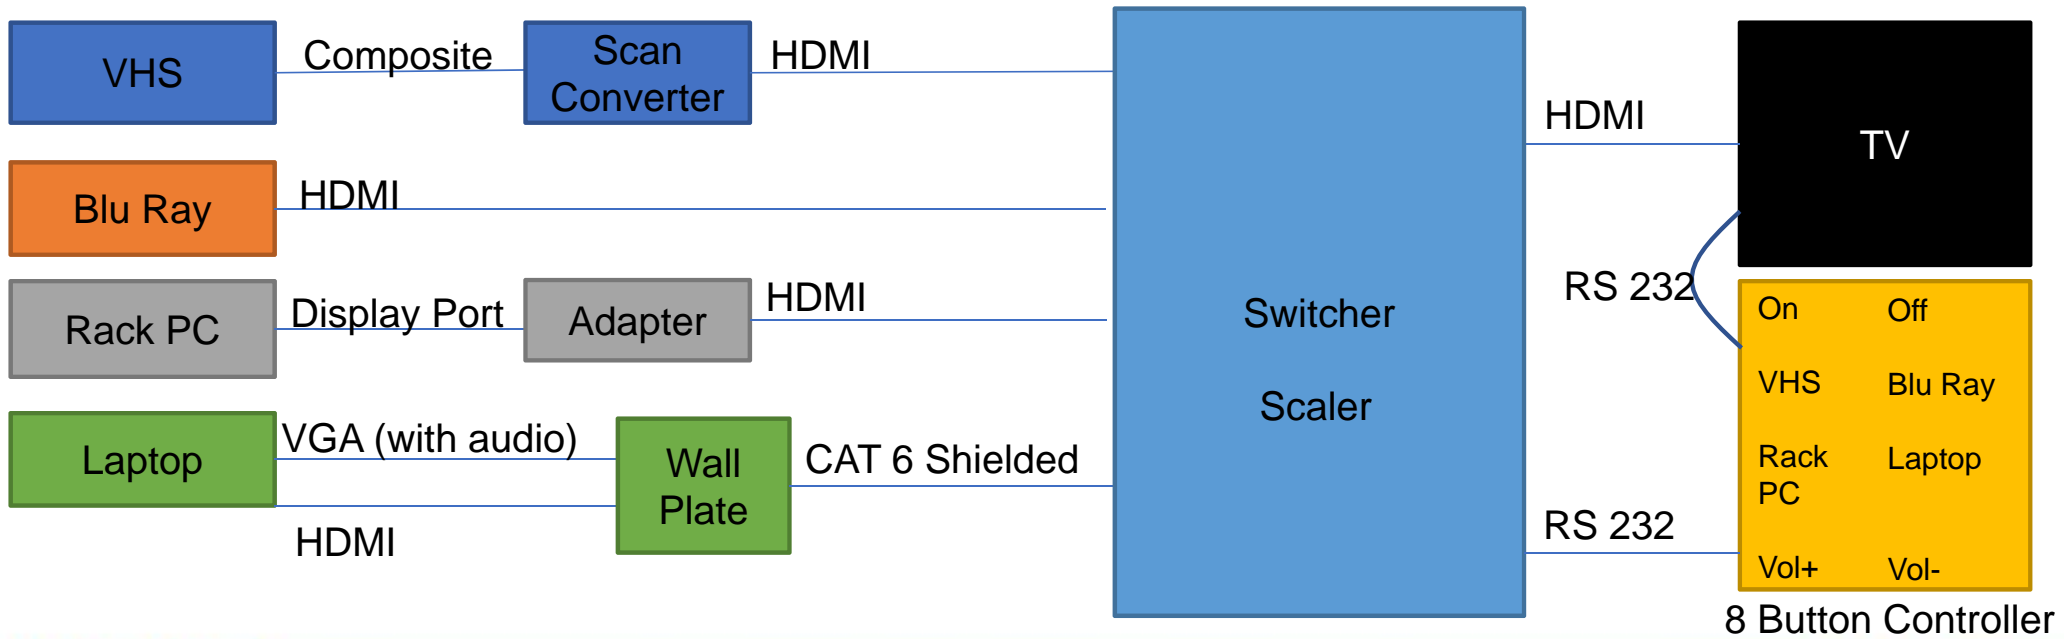 VHS
Composite
Scan
Converter
HDMI
Blu Ray
HDMI
Rack PC
Display Port
Adapter
HDMI
Laptop
VGA (with audio)
HDMI
Wall
Plate
CAT 6 Shielded
Switcher
Scaler
HDMI
TV
RS 232
RS 232
On
Off
VHS
Blu Ray
Rack
PC
Laptop
Vol+
Vol-
8 Button Controller